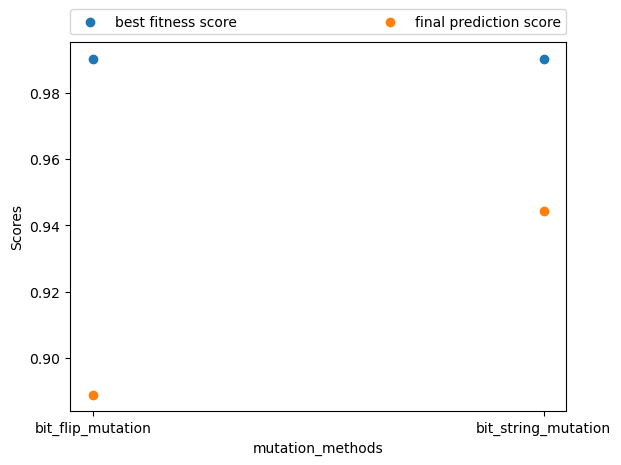 best fitness score
final prediction score
0.98
0.96
0.94
0.92
0.90
Scores
bit_flip_mutation
bit_string_mutation
mutation_methods